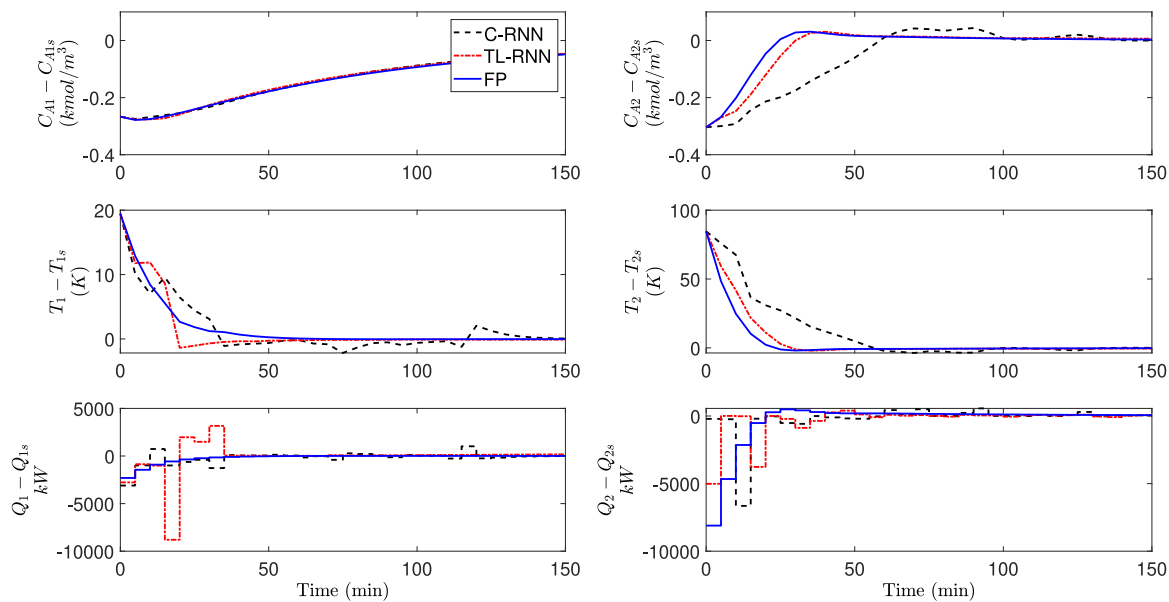 C_{A1} − C_{A1s}
(kmol/m^3)
0
-0.2
-0.4
0
50
100
150
C-RNN
TL-RNN
FP
C_{A2} − C_{A2s}
(kmol/m^3)
0
-0.2
-0.4
0
50
100
150
T_1 − T_{1s}
(K)
20
10
0
0
50
100
150
T_2 − T_{2s}
(K)
100
50
0
0
50
100
150
Q_1 − Q_{1s}
kW
5000
0
-5000
-10000
0
50
100
150
Time (min)
Q_2 − Q_{2s}
kW
0
-5000
-10000
0
50
100
150
Time (min)